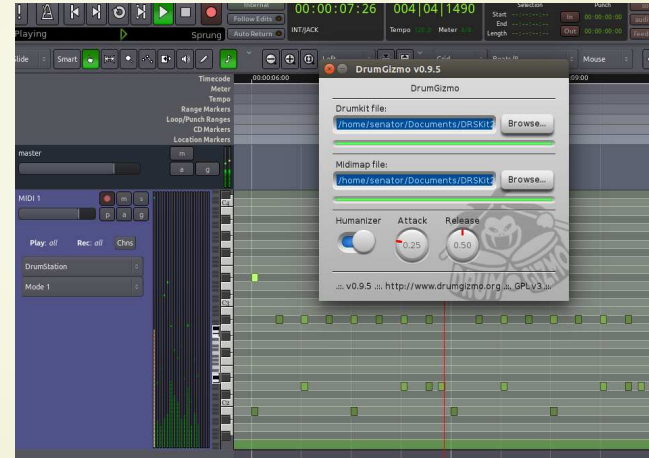 Internal
00:00:07:26
004|04|1490
Selection
Punch
Follow Edits
Start
End
In
00:00:00:00
Playing
Sprung
Auto Return
INT/JACK
Tempo
Meter
Length
Out
00:00:00:00
Smart
Mouse
Timecode
00:00:06:00
Meter
Tempo
Range Markers
Loop/Punch Ranges
CD Markers
Location Markers
master
m
a
g
MIDI 1
m
s
p
a
g
Play: all
Rec: all
Chns
DrumStation
Mode 1
DrumGizmo v0.9.5
DrumGizmo
Drumkit file:
/home/senator/Documents/DRSKit2
Browse...
Midimap file:
/home/senator/Documents/DRSKit2
Browse...
Humanizer
Attack
Release
0.25
0.50
.::. v0.9.5 .::. http://www.drumgizmo.org .::. GPL v3 .::.